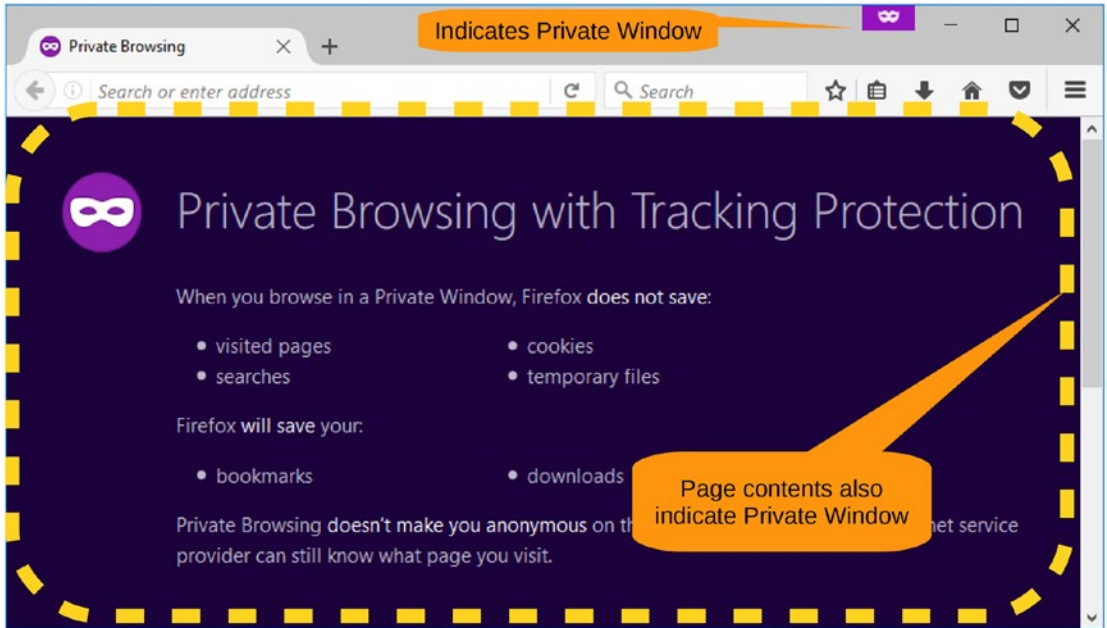 Indicates Private Window
Private Browsing
Search or enter address
Search
Private Browsing with Tracking Protection
When you browse in a Private Window, Firefox does not save:
• visited pages • cookies
• searches • temporary files
Firefox will save your:
• bookmarks • downloads
Page contents also
indicate Private Window
Private Browsing doesn't make you anonymous on service
provider can still know what page you visit.